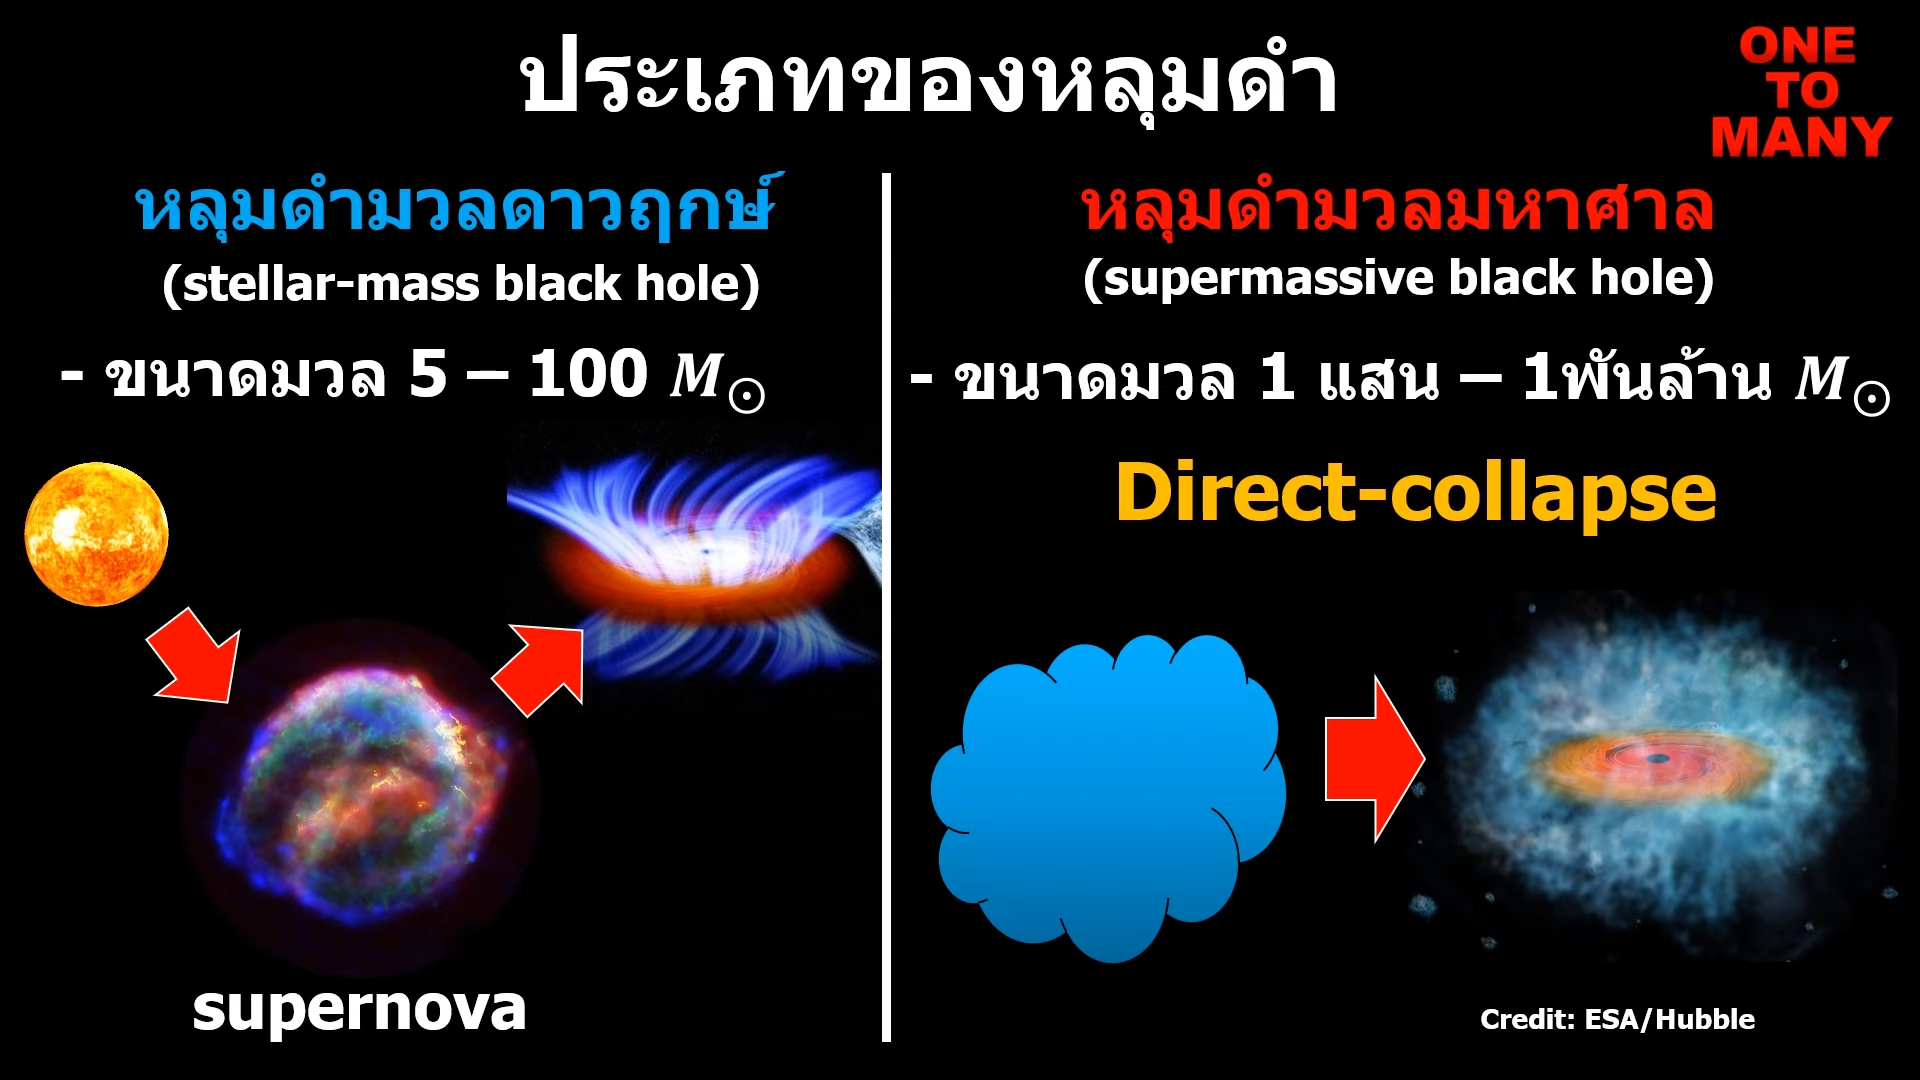 ประเภทของหลุมดำ
ONE
TO
MANY
หลุมดำมวลดาวฤกษ์
(stellar-mass black hole)
- ขนาดมวล 5 – 100 M☉
supernova
หลุมดำมวลมหาศาล
(supermassive black hole)
- ขนาดมวล 1 แสน – 1พันล้าน M☉
Direct-collapse
Credit: ESA/Hubble